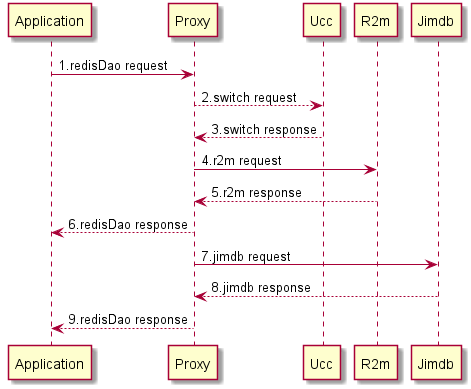 Application Proxy Ucc R2m Jimdb
1.redisDao request
2.switch request
3.switch response
4.r2m request
5.r2m response
6.redisDao response
7.jimdb request
8.jimdb response
9.redisDao response
Application Proxy Ucc R2m Jimdb